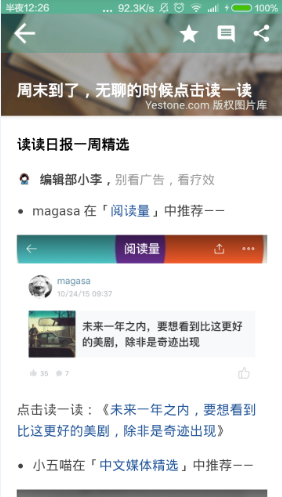 半夜12:26
... 92.3K/s 100%
周末到了，无聊的时候点击读一读
Yestone.com 版权图片库
读读日报一周精选
编辑部小李，别看广告，看疗效
• magasa 在「阅读量」中推荐——
阅读量
magasa
10/24/15 09:37
未来一年之内，要想看到比这更好
的美剧，除非是奇迹出现
35 7
点击读一读：《未来一年之内，要想看到
比这更好的美剧，除非是奇迹出现》
• 小五喵在「中文媒体精选」中推荐——